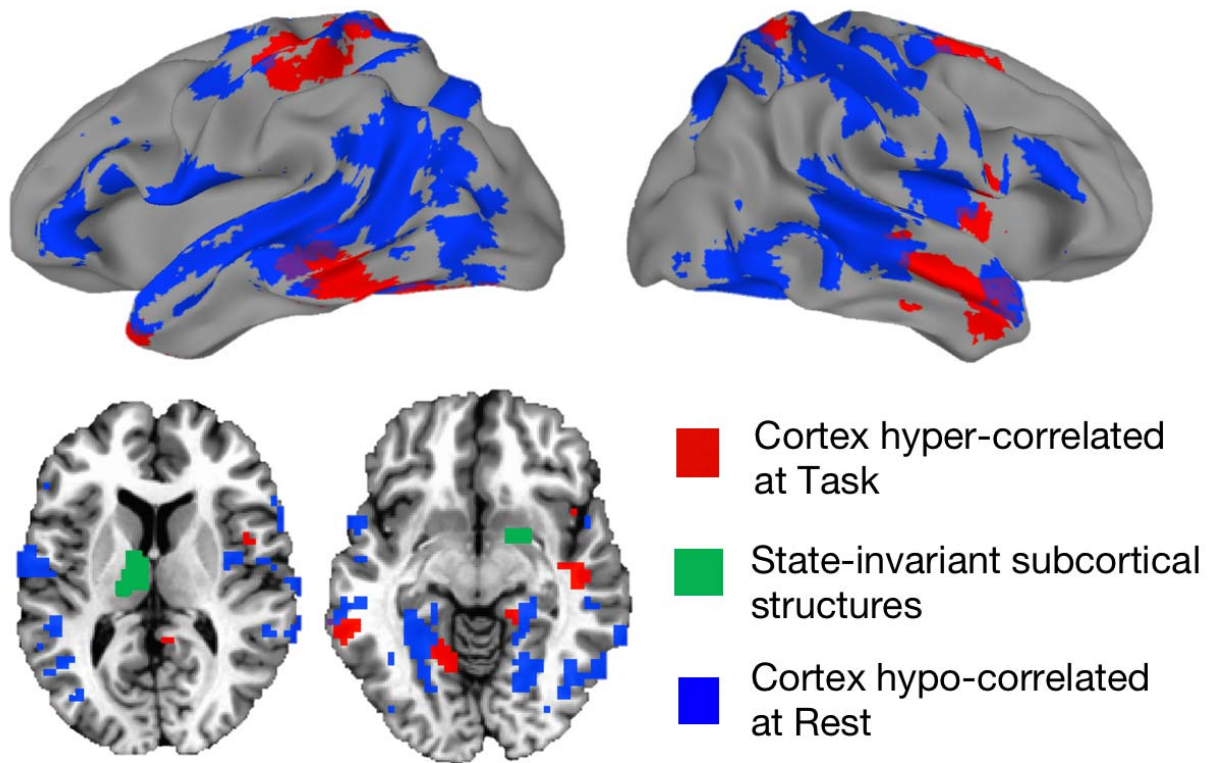 Cortex hyper-correlated
at Task
State-invariant subcortical
structures
Cortex hypo-correlated
at Rest